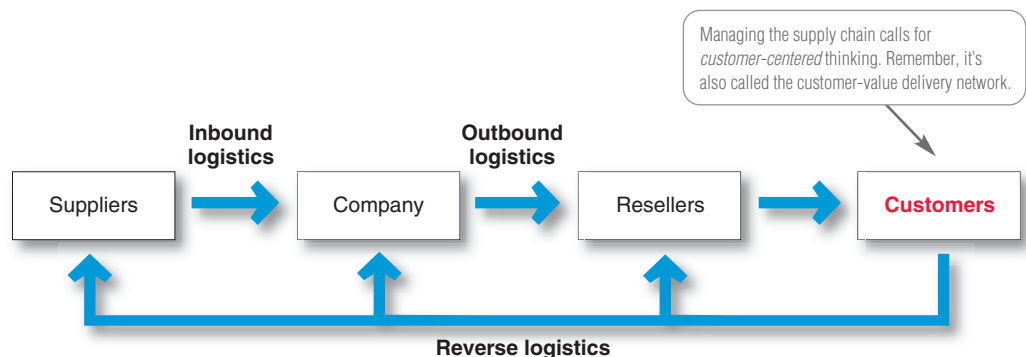 Managing the supply chain calls for
customer-centered thinking. Remember, it's
also called the customer-value delivery network.
Inbound
logistics
Outbound
logistics
Suppliers
Company
Resellers
Customers
Reverse logistics